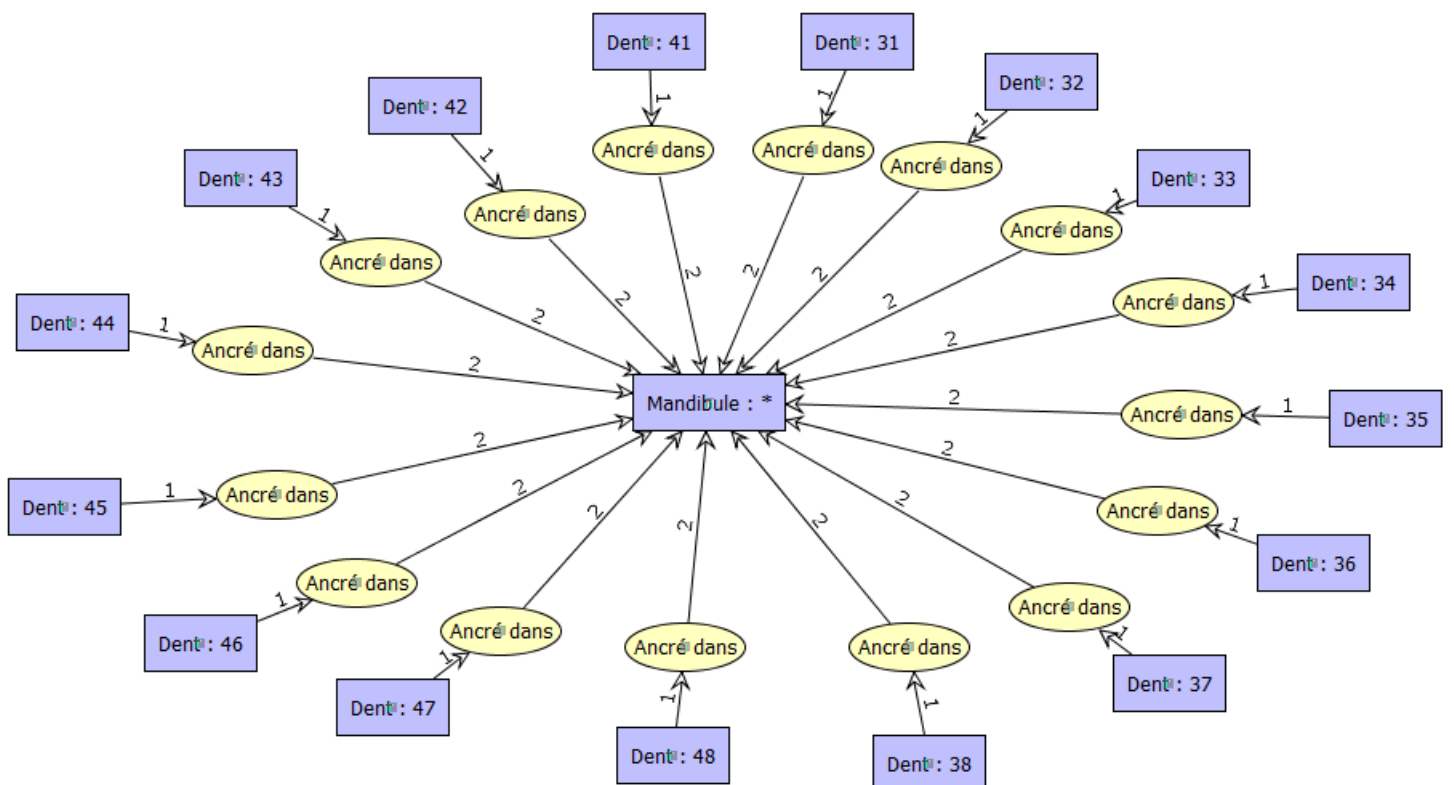 Dent : 41
Dent : 31
Dent : 32
Dent : 42
1
1
1
1
Ancré dans
Ancré dans
Ancré dans
Dent : 43
Dent : 33
1
1
Ancré dans
Ancré dans
Ancré dans
2
2
2
2
2
2
Dent : 44
1
Ancré dans
2
Ancré dans
1
Dent : 34
2
2
Mandibule : *
2
Ancré dans
1
Dent : 35
Dent : 45
1
Ancré dans
2
2
2
2
2
2
2
Ancré dans
1
Dent : 36
Dent : 46
1
Ancré dans
Ancré dans
1
Dent : 37
Dent : 47
1
Ancré dans
Ancré dans
Ancré dans
1
1
Dent : 48
Dent : 38